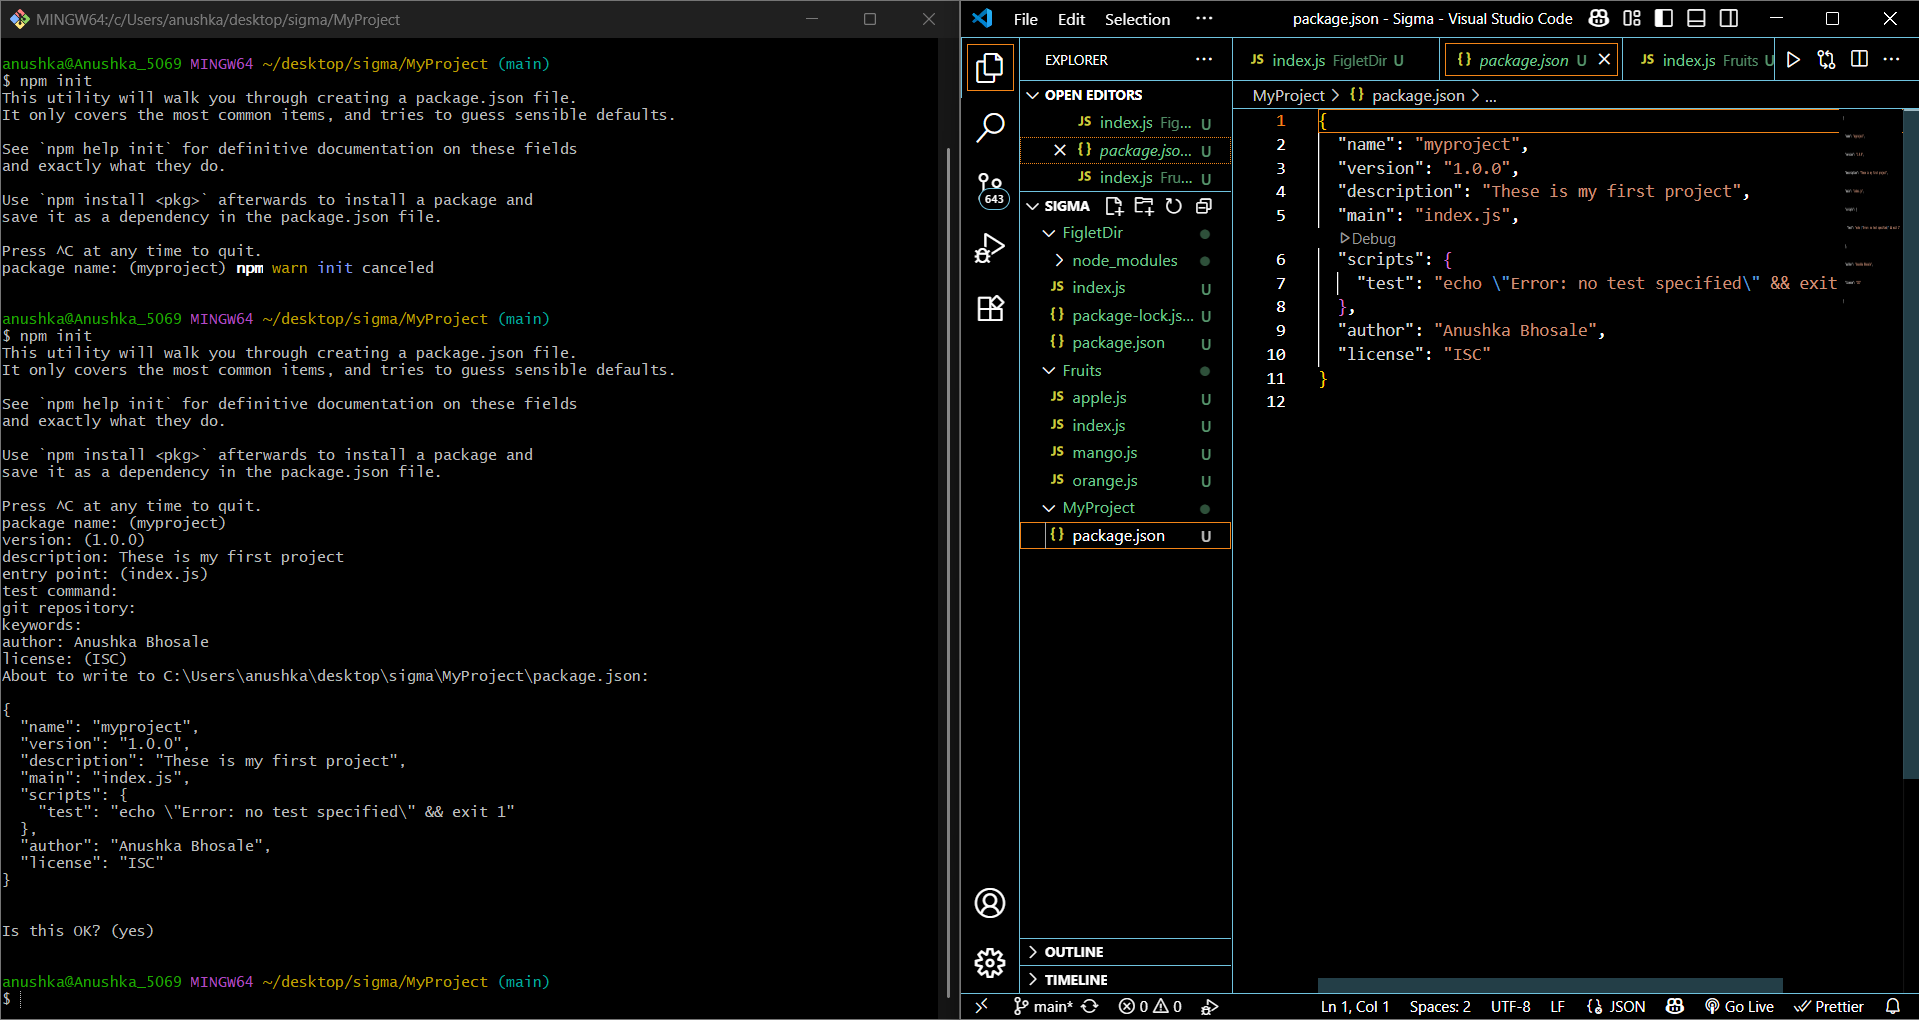 MINGW64:/c/Users/anushka/desktop/sigma/MyProject
anushka@Anushka_5069 MINGW64 ~/desktop/sigma/MyProject (main)
$ npm init
This utility will walk you through creating a package.json file.
It only covers the most common items, and tries to guess sensible defaults.
See `npm help init` for definitive documentation on these fields
and exactly what they do.
Use `npm install <pkg>` afterwards to install a package and
save it as a dependency in the package.json file.
Press ^C at any time to quit.
package name: (myproject) npm warn init canceled
anushka@Anushka_5069 MINGW64 ~/desktop/sigma/MyProject (main)
$ npm init
This utility will walk you through creating a package.json file.
It only covers the most common items, and tries to guess sensible defaults.
See `npm help init` for definitive documentation on these fields
and exactly what they do.
Use `npm install <pkg>` afterwards to install a package and
save it as a dependency in the package.json file.
Press ^C at any time to quit.
package name: (myproject)
version: (1.0.0)
description: These is my first project
entry point: (index.js)
test command:
git repository:
keywords:
author: Anushka Bhosale
license: (ISC)
About to write to C:\Users\anushka\desktop\sigma\MyProject\package.json:
{
  "name": "myproject",
  "version": "1.0.0",
  "description": "These is my first project",
  "main": "index.js",
  "scripts": {
    "test": "echo \"Error: no test specified\" && exit 1"
  },
  "author": "Anushka Bhosale",
  "license": "ISC"
}
Is this OK? (yes)
anushka@Anushka_5069 MINGW64 ~/desktop/sigma/MyProject (main)
$
File Edit Selection ··· package.json - Sigma - Visual Studio Code
643
EXPLORER ···
OPEN EDITORS
JS index.js Fig... U
{} package.jso... U
JS index.js Fru... U
SIGMA
FigletDir
node_modules
JS index.js U
{} package-lock.js... U
{} package.json U
Fruits
JS apple.js U
JS index.js U
JS mango.js U
JS orange.js U
MyProject
{} package.json U
OUTLINE
TIMELINE
JS index.js FigletDir U {} package.json U JS index.js Fruits U ···
MyProject > {} package.json > ...
1 {
2 "name": "myproject",
3 "version": "1.0.0",
4 "description": "These is my first project",
5 "main": "index.js",
Debug
6 "scripts": {
7 "test": "echo \"Error: no test specified\" && exit
8 },
9 "author": "Anushka Bhosale",
10 "license": "ISC"
11 }
12
main* 0 0 Ln 1, Col 1 Spaces: 2 UTF-8 LF {} JSON Go Live Prettier